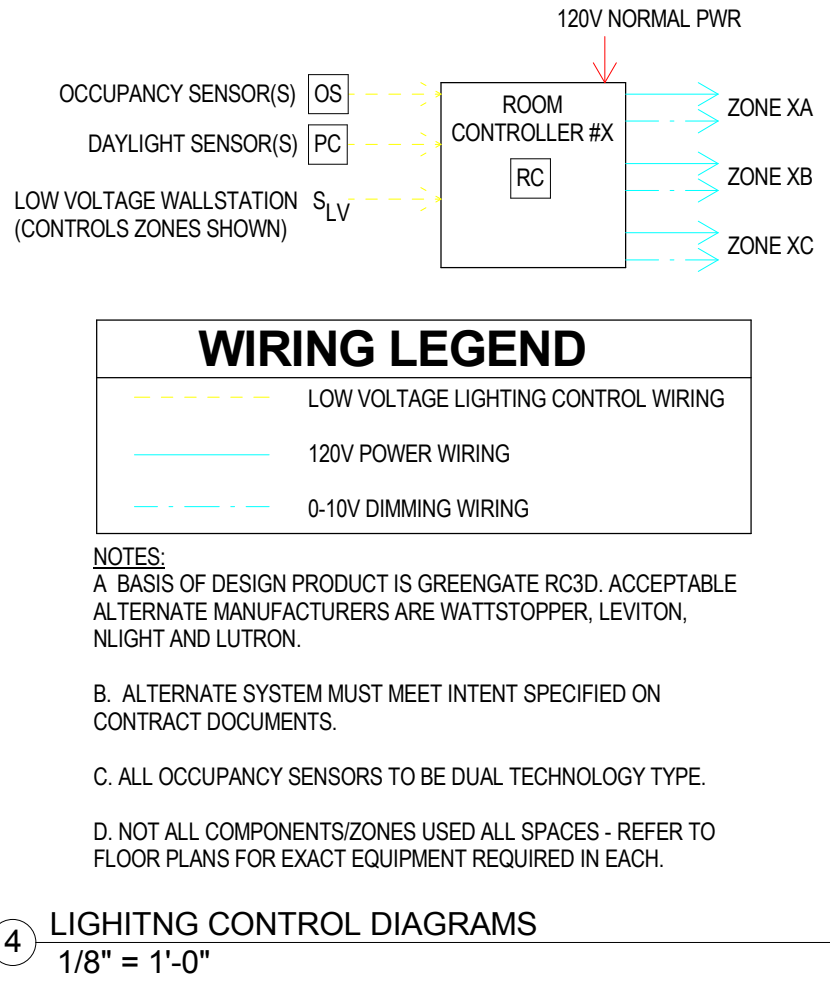 120V NORMAL PWR
OCCUPANCY SENSOR(S) OS
DAYLIGHT SENSOR(S) PC
LOW VOLTAGE WALLSTATION SLV
(CONTROLS ZONES SHOWN)
ROOM
CONTROLLER #X
RC
ZONE XA
ZONE XB
ZONE XC
WIRING LEGEND
LOW VOLTAGE LIGHTING CONTROL WIRING
120V POWER WIRING
0-10V DIMMING WIRING
NOTES:
A BASIS OF DESIGN PRODUCT IS GREENGATE RC3D. ACCEPTABLE
ALTERNATE MANUFACTURERS ARE WATTSTOPPER, LEVITON,
NLIGHT AND LUTRON.
B. ALTERNATE SYSTEM MUST MEET INTENT SPECIFIED ON
CONTRACT DOCUMENTS.
C. ALL OCCUPANCY SENSORS TO BE DUAL TECHNOLOGY TYPE.
D. NOT ALL COMPONENTS/ZONES USED ALL SPACES - REFER TO
FLOOR PLANS FOR EXACT EQUIPMENT REQUIRED IN EACH.
4 LIGHITNG CONTROL DIAGRAMS
1/8" = 1'-0"